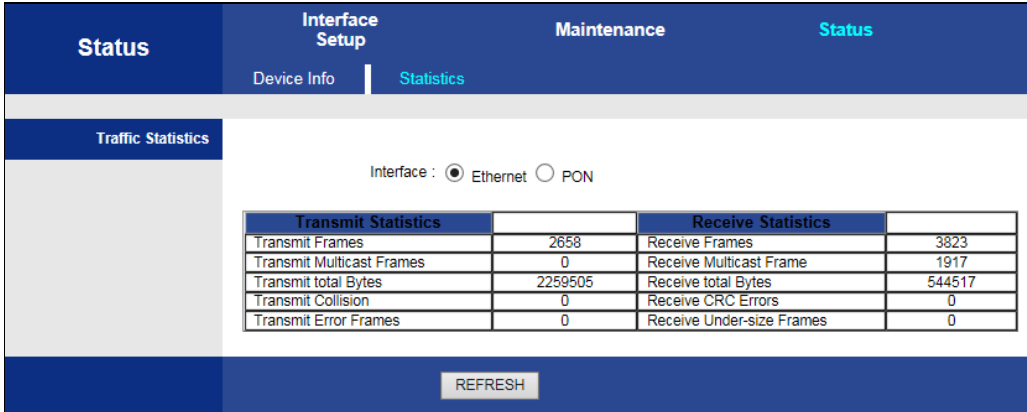 Status
Interface
Setup
Maintenance
Status
Device Info
Statistics
Traffic Statistics
Interface : Ethernet PON
Transmit Statistics Receive Statistics
Transmit Frames 2658 Receive Frames 3823
Transmit Multicast Frames 0 Receive Multicast Frame 1917
Transmit total Bytes 2259505 Receive total Bytes 544517
Transmit Collision 0 Receive CRC Errors 0
Transmit Error Frames 0 Receive Under-size Frames 0
REFRESH